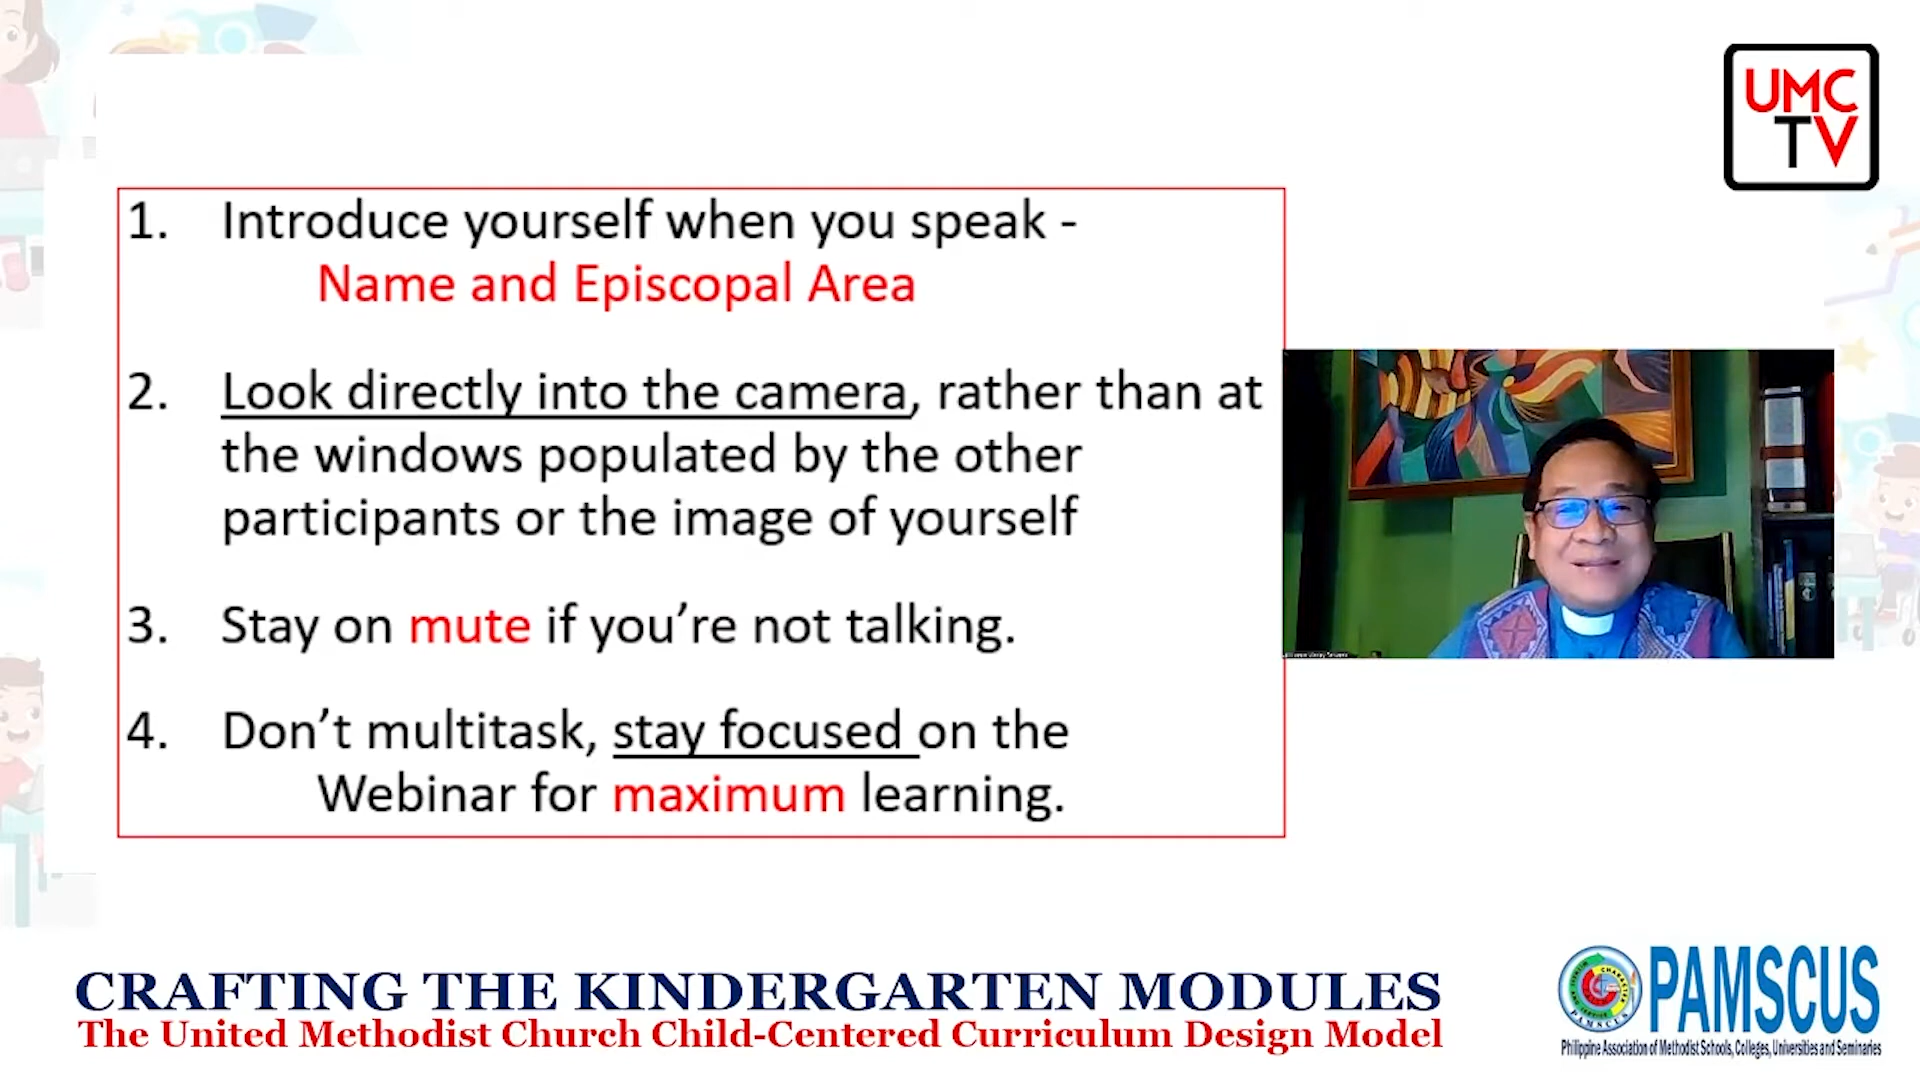 UMC
TV
1. Introduce yourself when you speak -
Name and Episcopal Area
2. Look directly into the camera, rather than at
the windows populated by the other
participants or the image of yourself
3. Stay on mute if you’re not talking.
4. Don’t multitask, stay focused on the
Webinar for maximum learning.
CRAFTING THE KINDERGARTEN MODULES
The United Methodist Church Child-Centered Curriculum Design Model
PAMSCUS
Philippine Association of Methodist Schools, Colleges, Universities and Seminaries